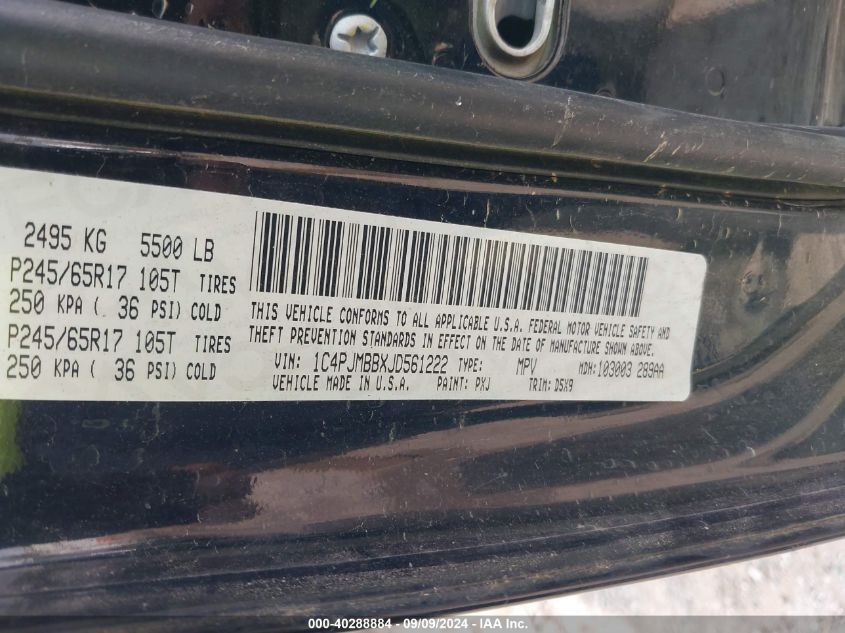 2495 KG 5500 LB
P245/65R17 105T TIRES
250 KPA ( 36 PSI) COLD
P245/65R17 105T TIRES
250 KPA ( 36 PSI) COLD
THIS VEHICLE CONFORMS TO ALL APPLICABLE U.S.A. FEDERAL MOTOR VEHICLE SAFETY AND
THEFT PREVENTION STANDARDS IN EFFECT ON THE DATE OF MANUFACTURE SHOWN ABOVE.
VIN: 1C4PJMBBXJD561222 TYPE: MPV MDH: 103003 289AA
VEHICLE MADE IN U.S.A. PAINT: PXJ TRIM: D5X9
000-40288884 - 09/09/2024 - IAA Inc.